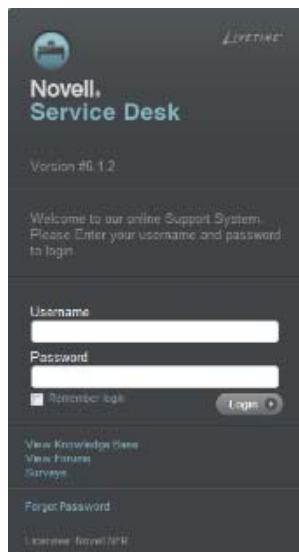 LiveTime
Novell.
Service Desk
Version #6.1.2
Welcome to our online Support System.
Please Enter your username and password
to login
Username
Password
Remember login
Login
View Knowledge Base
View Forums
Surveys
Forgot Password
Licensee: Novell NFR